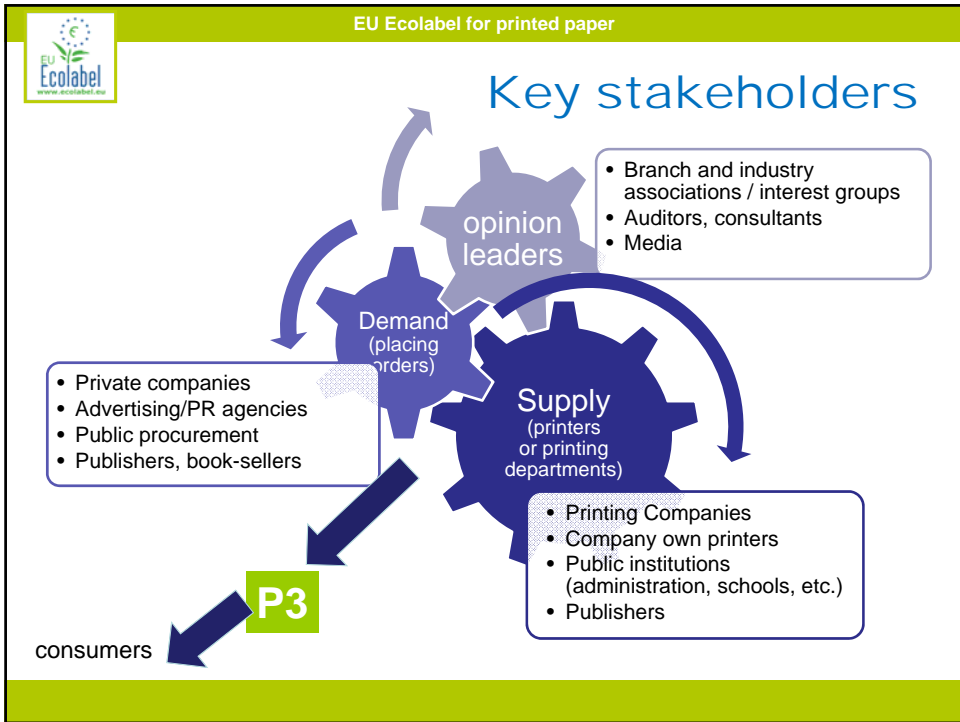 EU Ecolabel for printed paper
EU
Ecolabel
www.ecolabel.eu
Key stakeholders
opinion
leaders
• Branch and industry
associations / interest groups
• Auditors, consultants
• Media
Demand
(placing
orders)
• Private companies
• Advertising/PR agencies
• Public procurement
• Publishers, book-sellers
Supply
(printers
or printing
departments)
• Printing Companies
• Company own printers
• Public institutions
(administration, schools, etc.)
• Publishers
P3
consumers